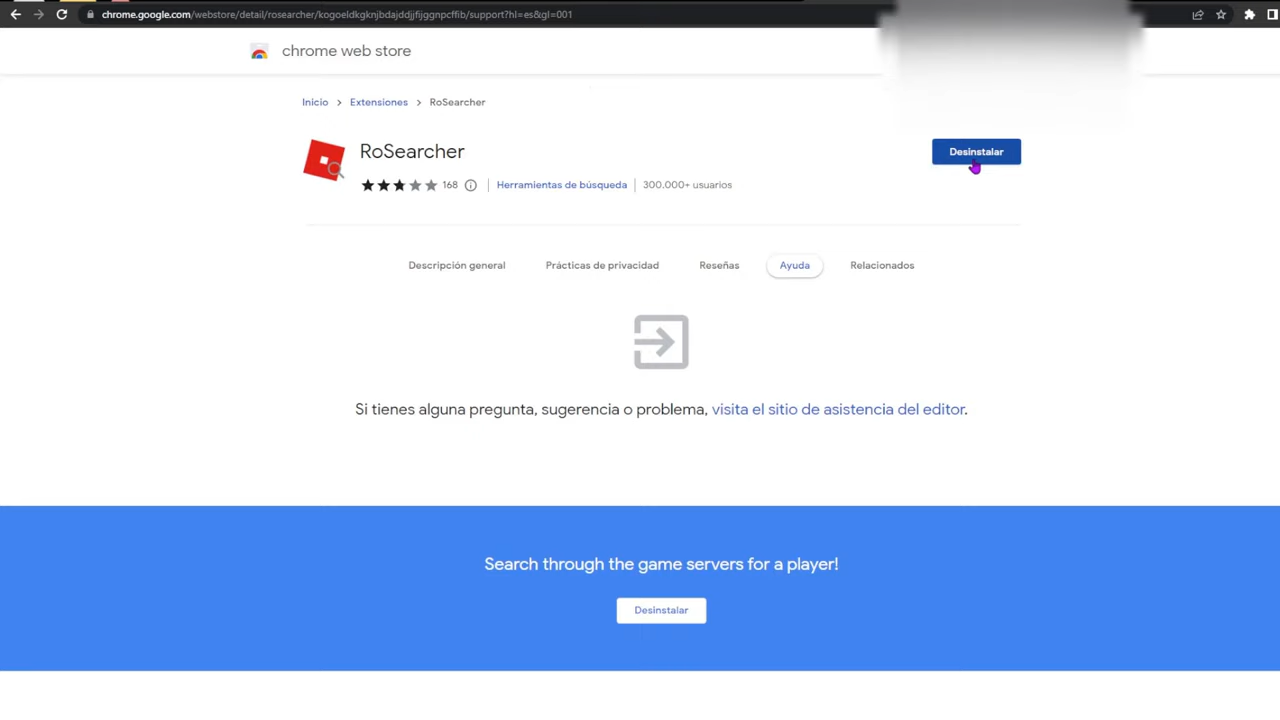 chrome.google.com/webstore/detail/rosearcher/kogoeldkgknjbdajddjjfijjggnpcffib/support?hl=es&gl=001
chrome web store
Inicio > Extensiones > RoSearcher
RoSearcher
Desinstalar
168 Herramientas de búsqueda 300.000+ usuarios
Descripción general Prácticas de privacidad Reseñas Ayuda Relacionados
Si tienes alguna pregunta, sugerencia o problema, visita el sitio de asistencia del editor.
Search through the game servers for a player!
Desinstalar